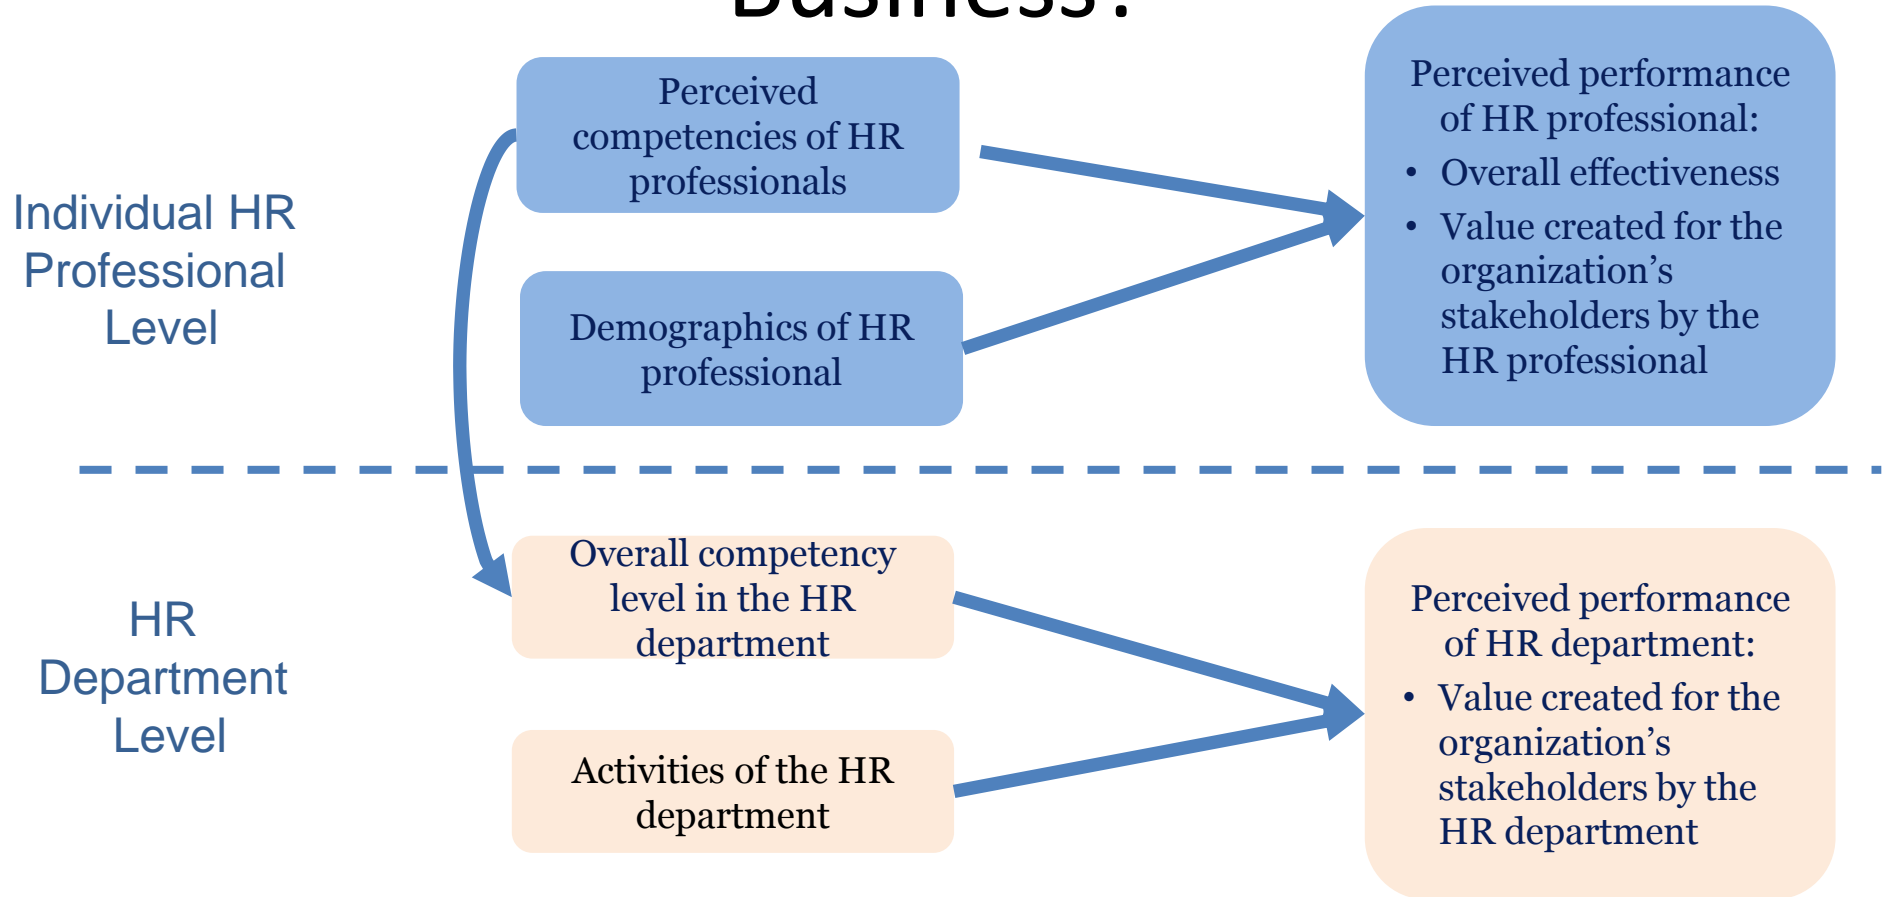 Business?
Perceived
competencies of HR
professionals
Perceived performance
of HR professional:
• Overall effectiveness
• Value created for the
organization’s
stakeholders by the
HR professional
Individual HR
Professional
Level
Demographics of HR
professional
Overall competency
level in the HR
department
Perceived performance
of HR department:
• Value created for the
organization’s
stakeholders by the
HR department
HR
Department
Level
Activities of the HR
department